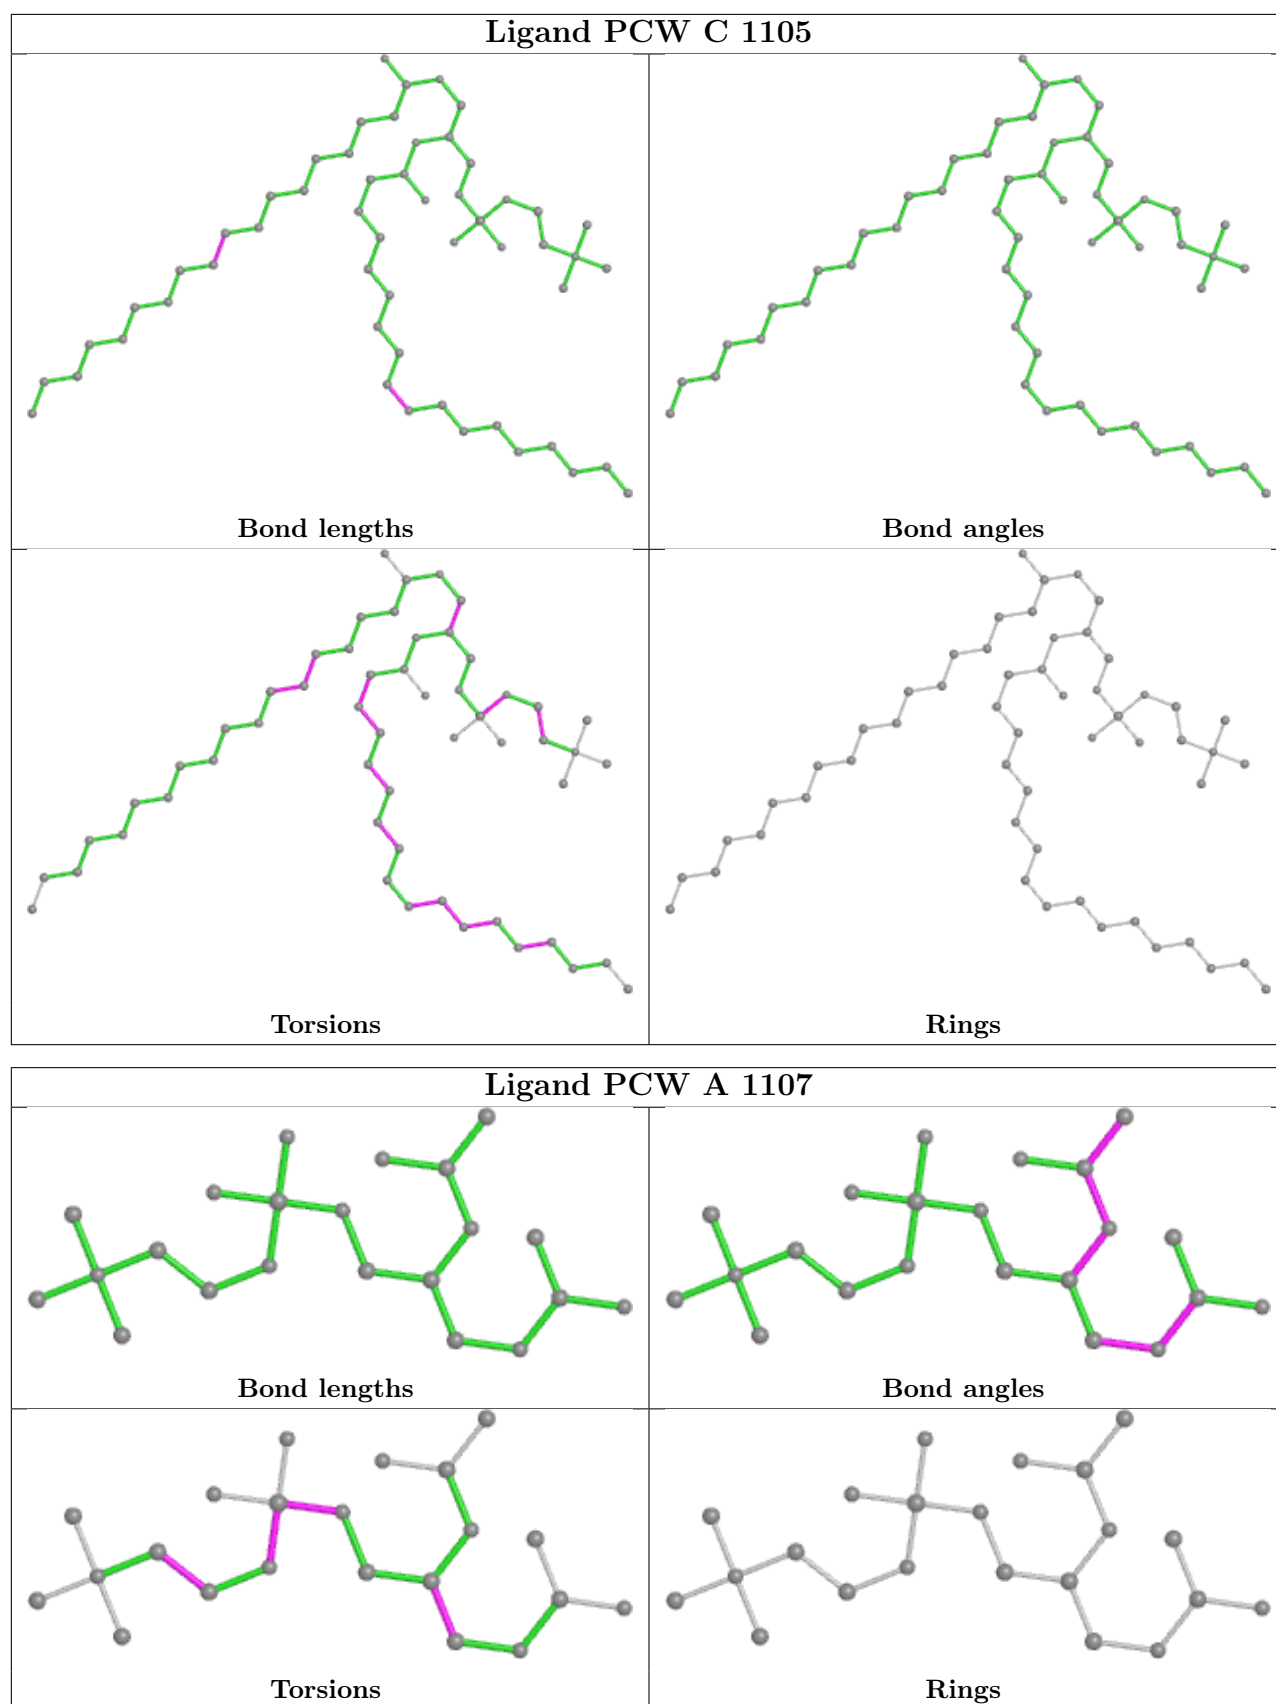 Ligand PCW C 1105
Bond lengths
Bond angles
Torsions
Rings
Ligand PCW A 1107
Bond lengths
Bond angles
Torsions
Rings